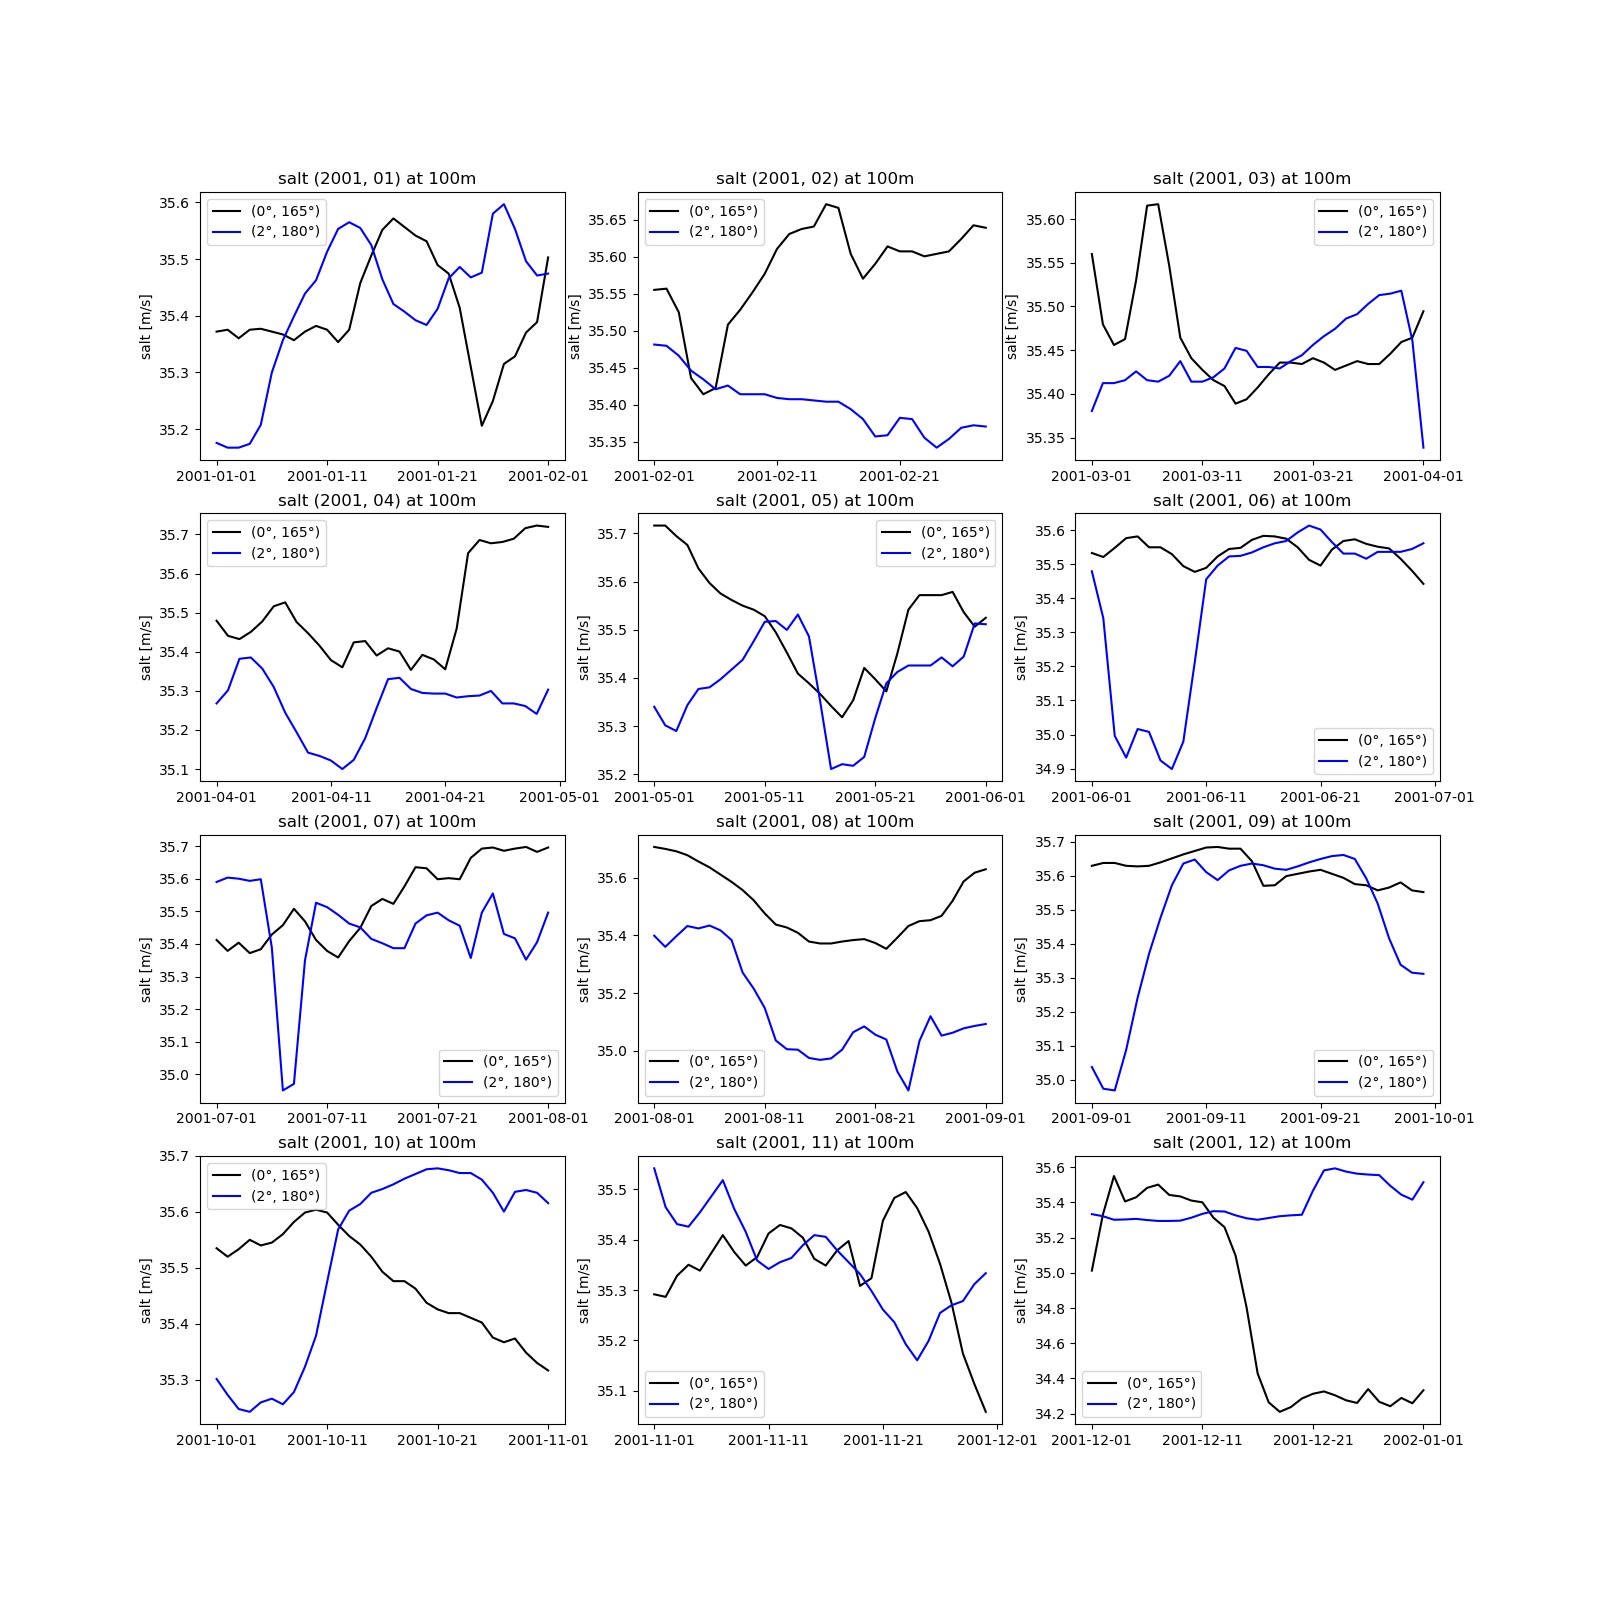 salt (2001, 01) at 100m
salt [m/s]
35.6
35.5
35.4
35.3
35.2
(0°, 165°)
(2°, 180°)
2001-01-01 2001-01-11 2001-01-21 2001-02-01
salt (2001, 02) at 100m
salt [m/s]
35.65
35.60
35.55
35.50
35.45
35.40
35.35
(0°, 165°)
(2°, 180°)
2001-02-01 2001-02-11 2001-02-21
salt (2001, 03) at 100m
salt [m/s]
35.60
35.55
35.50
35.45
35.40
35.35
(0°, 165°)
(2°, 180°)
2001-03-01 2001-03-11 2001-03-21 2001-04-01
salt (2001, 04) at 100m
salt [m/s]
35.7
35.6
35.5
35.4
35.3
35.2
35.1
(0°, 165°)
(2°, 180°)
2001-04-01 2001-04-11 2001-04-21 2001-05-01
salt (2001, 05) at 100m
salt [m/s]
35.7
35.6
35.5
35.4
35.3
35.2
(0°, 165°)
(2°, 180°)
2001-05-01 2001-05-11 2001-05-21 2001-06-01
salt (2001, 06) at 100m
salt [m/s]
35.6
35.5
35.4
35.3
35.2
35.1
35.0
34.9
(0°, 165°)
(2°, 180°)
2001-06-01 2001-06-11 2001-06-21 2001-07-01
salt (2001, 07) at 100m
salt [m/s]
35.7
35.6
35.5
35.4
35.3
35.2
35.1
35.0
(0°, 165°)
(2°, 180°)
2001-07-01 2001-07-11 2001-07-21 2001-08-01
salt (2001, 08) at 100m
salt [m/s]
35.6
35.4
35.2
35.0
(0°, 165°)
(2°, 180°)
2001-08-01 2001-08-11 2001-08-21 2001-09-01
salt (2001, 09) at 100m
salt [m/s]
35.7
35.6
35.5
35.4
35.3
35.2
35.1
35.0
(0°, 165°)
(2°, 180°)
2001-09-01 2001-09-11 2001-09-21 2001-10-01
salt (2001, 10) at 100m
salt [m/s]
35.7
35.6
35.5
35.4
35.3
(0°, 165°)
(2°, 180°)
2001-10-01 2001-10-11 2001-10-21 2001-11-01
salt (2001, 11) at 100m
salt [m/s]
35.5
35.4
35.3
35.2
35.1
(0°, 165°)
(2°, 180°)
2001-11-01 2001-11-11 2001-11-21 2001-12-01
salt (2001, 12) at 100m
salt [m/s]
35.6
35.4
35.2
35.0
34.8
34.6
34.4
34.2
(0°, 165°)
(2°, 180°)
2001-12-01 2001-12-11 2001-12-21 2002-01-01